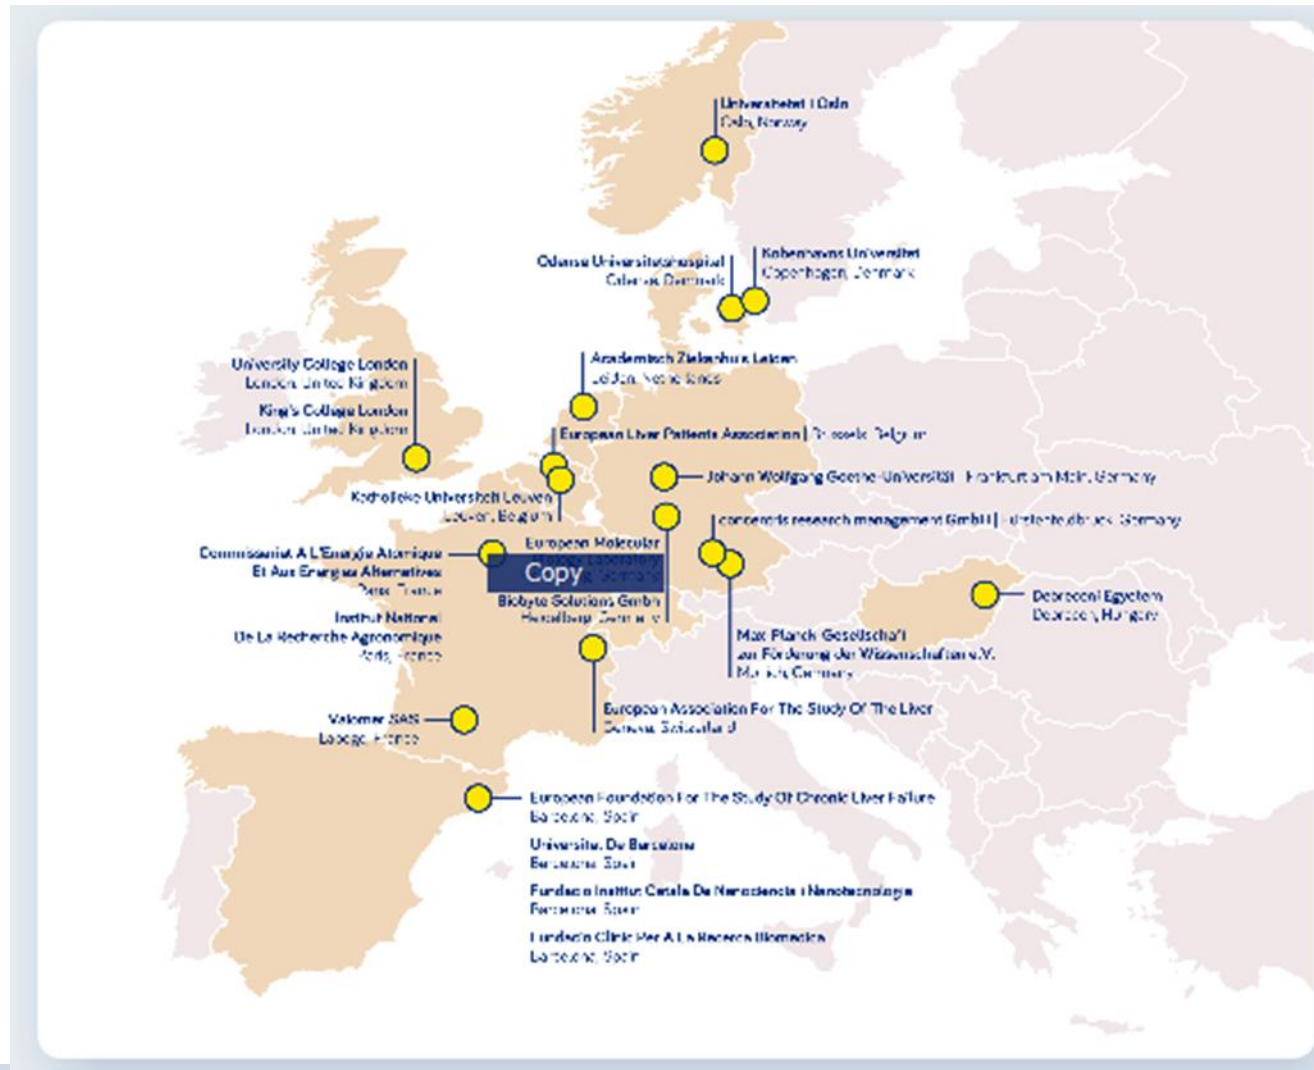 Universitetet i Oslo
Oslo, Norway
Odense Universitetshospital
Odense, Denmark
Københavns Universitet
Copenhagen, Denmark
University College London
London, United Kingdom
King's College London
London, United Kingdom
Academisch Ziekenhuis Leiden
Leiden, Netherlands
European Liver Patients Association | Brussels, Belgium
Johann Wolfgang Goethe-Universität | Frankfurt am Main, Germany
Katholieke Universiteit Leuven
Leuven, Belgium
concentris research management GmbH | Fürstenfeldbruck, Germany
Commissariat A L'Energie Atomique
Et Aux Energies Alternatives
Paris, France
European Molecular
Biology Laboratory
Germany
Copy
Biobyte Solutions Gmbh
Heidelberg, Germany
Institut National
De La Recherche Agronomique
Paris, France
Debreceni Egyetem
Debrecen, Hungary
Max-Planck-Gesellschaft
zur Förderung der Wissenschaften e.V.
Munich, Germany
European Association For The Study Of The Liver
Geneva, Switzerland
SAS
Labege, France
European Foundation For The Study Of Chronic Liver Failure
Barcelona, Spain
Universitat De Barcelona
Barcelona, Spain
Fundacio Institut Catala De Nanociencia i Nanotecnologia
Barcelona, Spain
Fundacio Clinic Per A La Recerca Biomedica
Barcelona, Spain